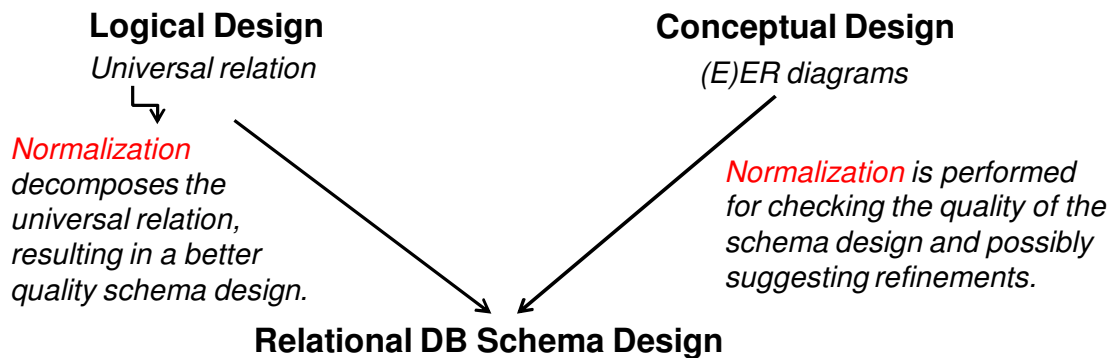 Logical Design
Universal relation
Normalization
decomposes the
universal relation,
resulting in a better
quality schema design.
Conceptual Design
(E)ER diagrams
Normalization is performed
for checking the quality of the
schema design and possibly
suggesting refinements.
Relational DB Schema Design